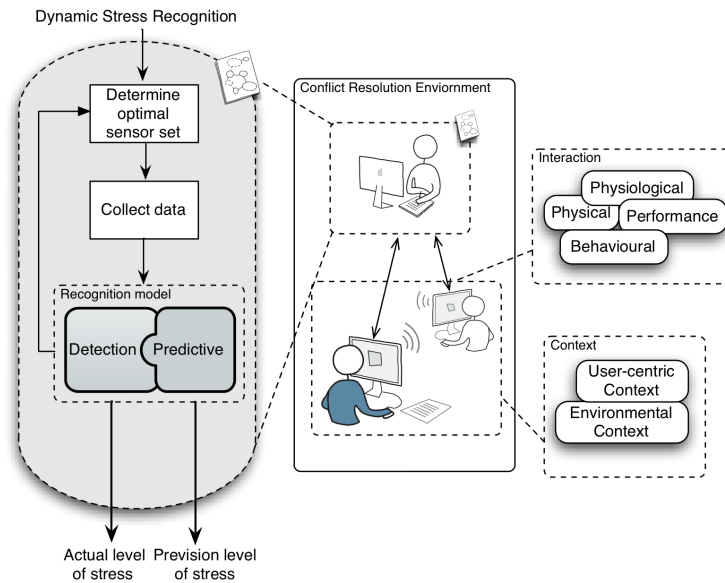 Dynamic Stress Recognition
Determine
optimal
sensor set
Collect data
Recognition model
Detection
Predictive
Actual level
of stress
Prevision level
of stress
Conflict Resolution Enviornment
Interaction
Physiological
Physical
Performance
Behavioural
Context
User-centric
Context
Environmental
Context